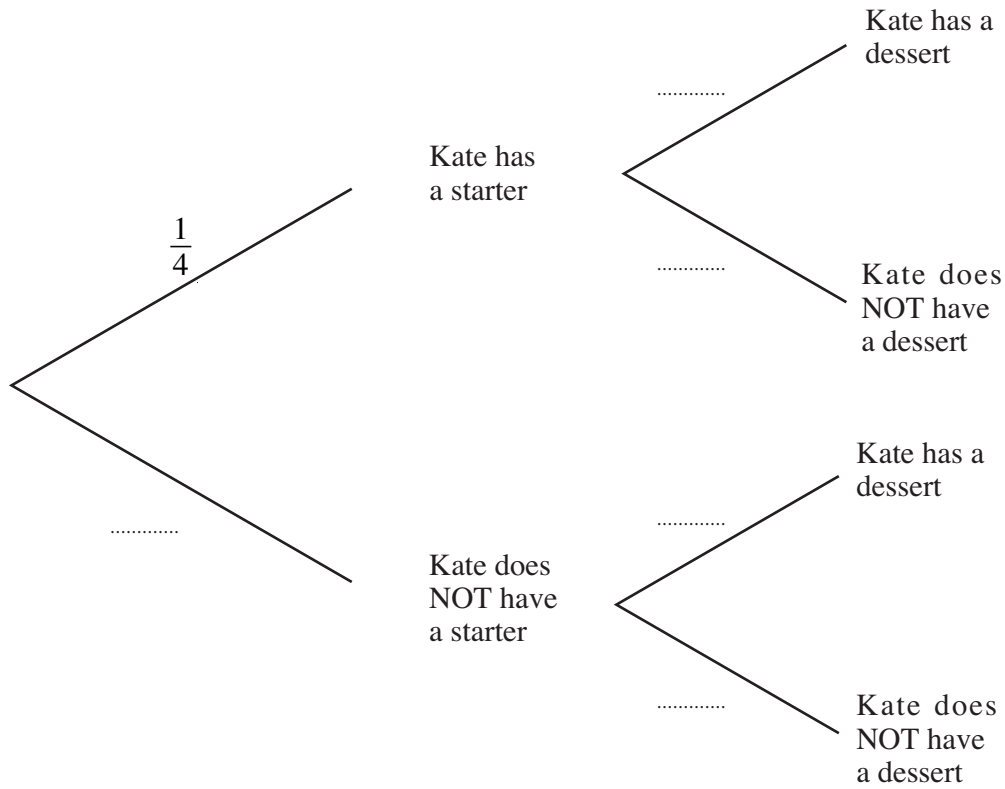 Kate has a
dessert
.............
Kate has
a starter
1
4
.............
Kate does
NOT have
a dessert
Kate has a
dessert
.............
.............
Kate does
NOT have
a starter
.............
Kate does
NOT have
a dessert